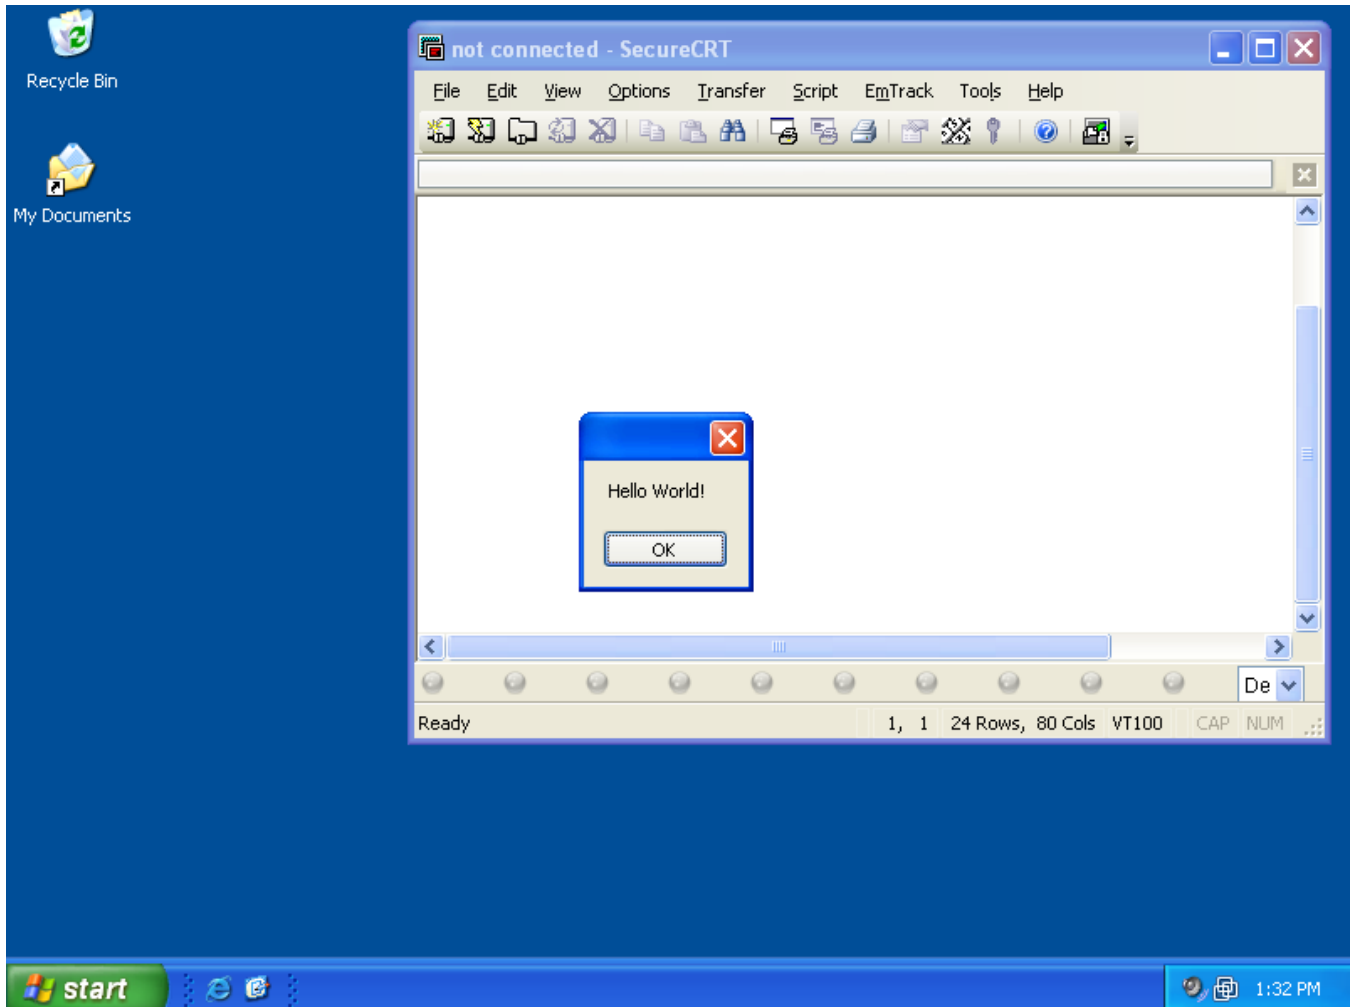 Recycle Bin
My Documents
not connected - SecureCRT
File Edit View Options Transfer Script EmTrack Tools Help
Hello World!
OK
De
Ready 1, 1 24 Rows, 80 Cols VT100 CAP NUM
start
1:32 PM